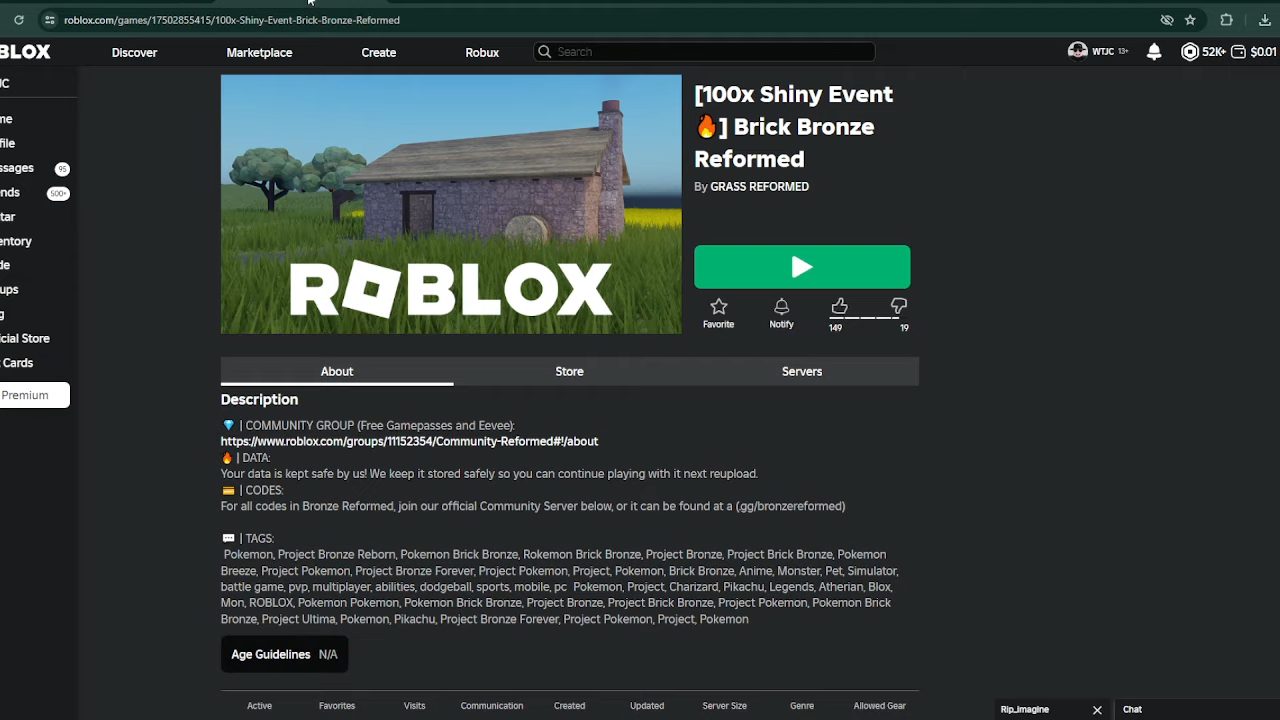 roblox.com/games/17502855415/100x-Shiny-Event-Brick-Bronze-Reformed
BLOX
Discover
Marketplace
Create
Robux
Search
WTJC 13+
52K+
$0.01
JC
me
file
ssages 95
ends 500+
tar
entory
de
ups
g
cial Store
t Cards
Premium
ROBLOX
[100x Shiny Event
🔥] Brick Bronze
Reformed
By GRASS REFORMED
Favorite
Notify
149
19
About
Store
Servers
Description
💎 | COMMUNITY GROUP (Free Gamepasses and Eevee):
https://www.roblox.com/groups/11152354/Community-Reformed#!/about
🔥 | DATA:
Your data is kept safe by us! We keep it stored safely so you can continue playing with it next reupload.
💳 | CODES:
For all codes in Bronze Reformed, join our official Community Server below, or it can be found at a (.gg/bronzereformed)
💬 | TAGS:
Pokemon, Project Bronze Reborn, Pokemon Brick Bronze, Rokemon Brick Bronze, Project Bronze, Project Brick Bronze, Pokemon
Breeze, Project Pokemon, Project Bronze Forever, Project Pokemon, Project, Pokemon, Brick Bronze, Anime, Monster, Pet, Simulator,
battle game, pvp, multiplayer, abilities, dodgeball, sports, mobile, pc Pokemon, Project, Charizard, Pikachu, Legends, Atherian, Blox,
Mon, ROBLOX, Pokemon Pokemon, Pokemon Brick Bronze, Project Bronze, Project Brick Bronze, Project Pokemon, Pokemon Brick
Bronze, Project Ultima, Pokemon, Pikachu, Project Bronze Forever, Project Pokemon, Project, Pokemon
Age Guidelines N/A
Active
Favorites
Visits
Communication
Created
Updated
Server Size
Genre
Allowed Gear
Rip_Imagine
Chat